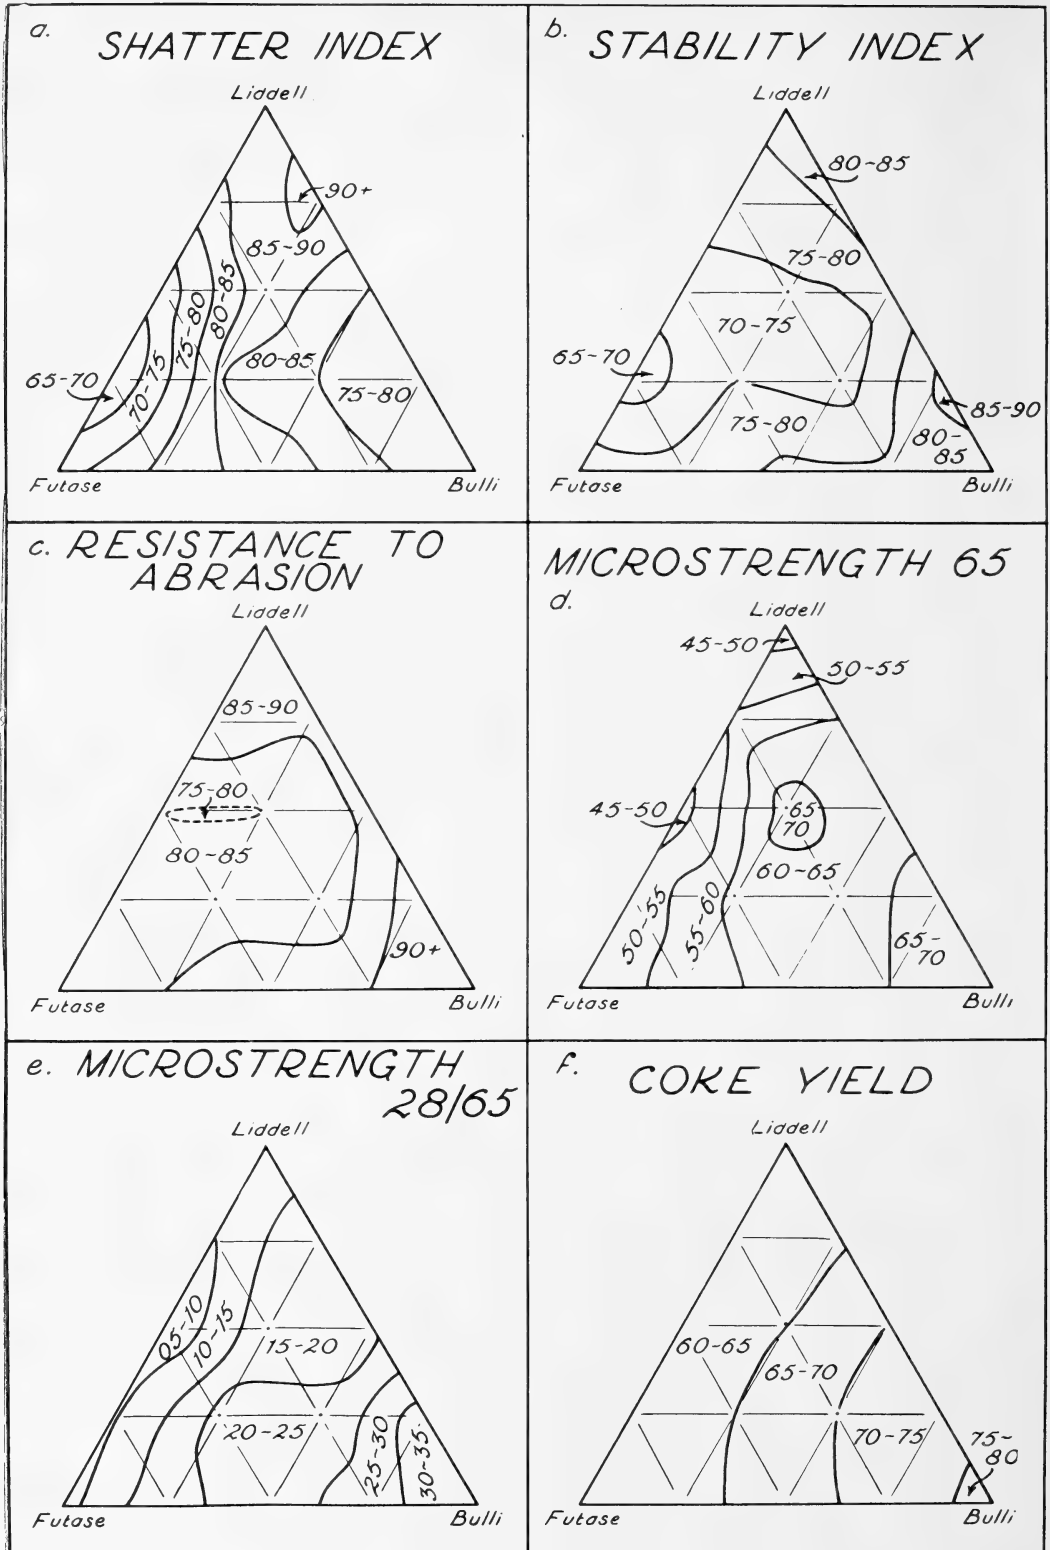 a. SHATTER INDEX
Liddell
90+
85-90
80-85
75-80
70-75
65-70
80-85
75-80
Futase
Bulli
b. STABILITY INDEX
Liddell
80-85
75-80
70-75
65-70
75-80
85-90
80-
85
Futase
Bulli
c. RESISTANCE TO
ABRASION
Liddell
85-90
75-80
80-85
90+
Futase
Bulli
MICROSTRENGTH 65
d.
Liddell
45-50
50-55
45-50
65
70
60-65
50-55
55-60
65-
70
Futase
Bulli
e. MICROSTRENGTH
28/65
Liddell
05-10
10-15
15-20
20-25
25-30
30-35
Futase
Bulli
f. COKE YIELD
Liddell
60-65
65-70
70-75
75-
80
Futase
Bulli